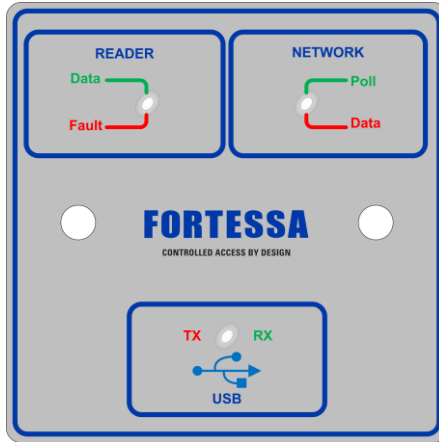 READER
Data
Fault
NETWORK
Poll
Data
FORTESSA
CONTROLLED ACCESS BY DESIGN
TX RX
USB